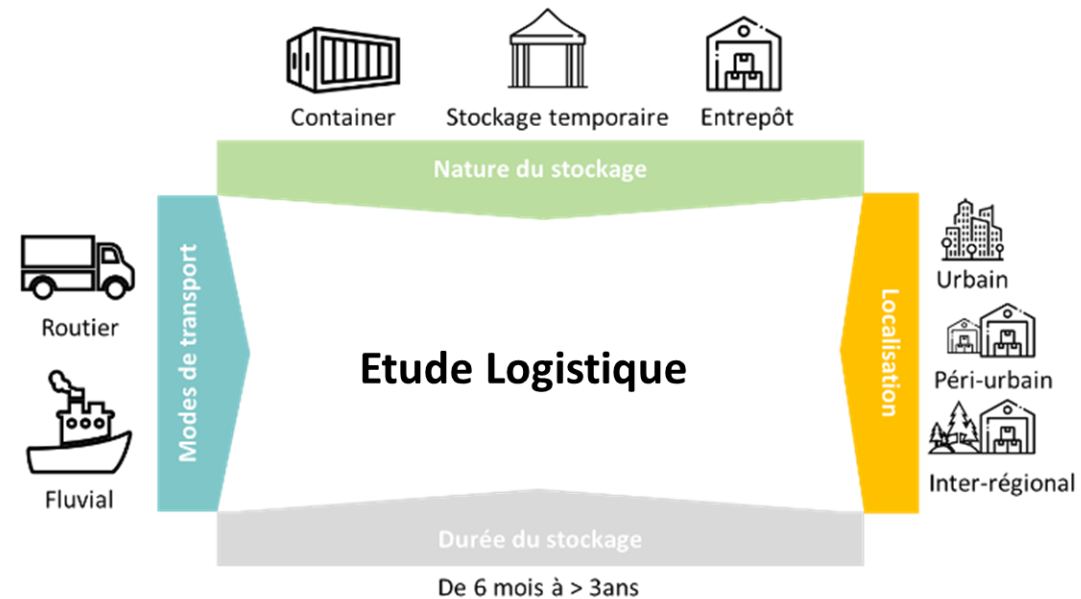 Container
Stockage temporaire
Entrepôt
Nature du stockage
Modes de transport
Routier
Fluvial
Etude Logistique
Localisation
Urbain
Péri-urbain
Inter-régional
Durée du stockage
De 6 mois à > 3ans